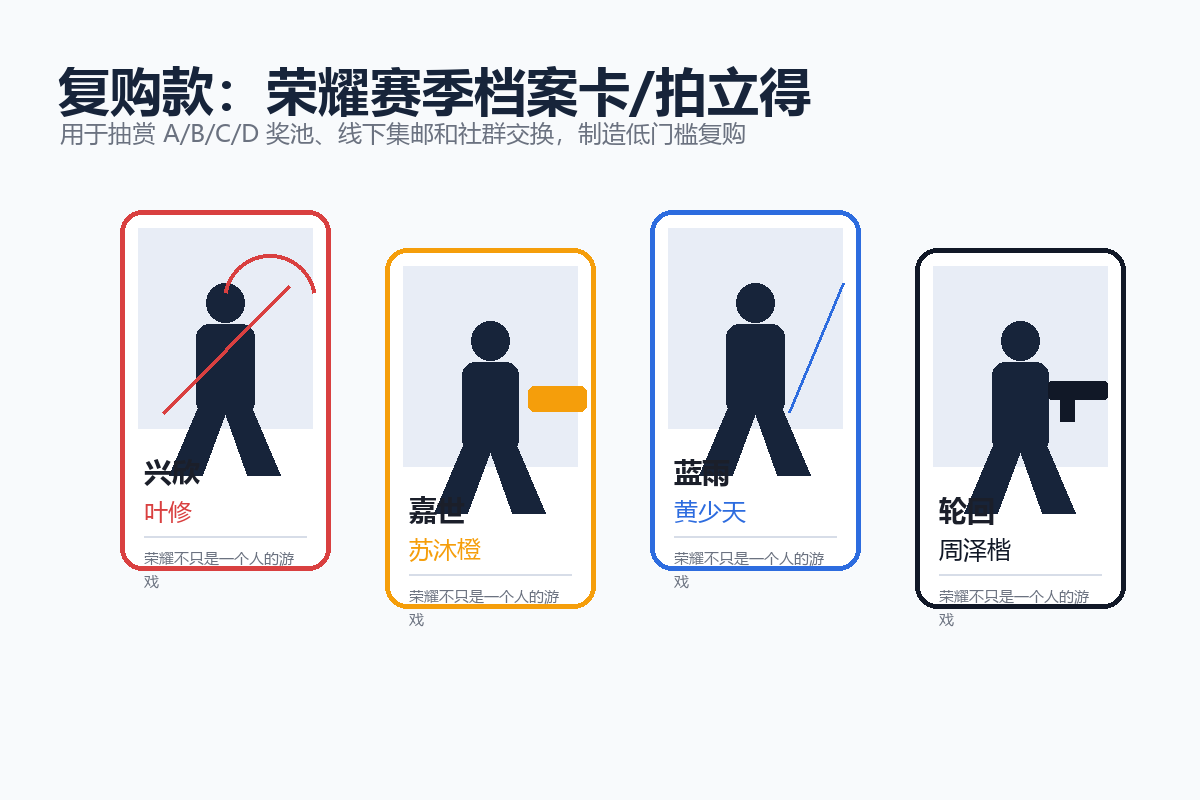 复购款：荣耀赛季档案卡/拍立得
用于抽赏 A/B/C/D 奖池、线下集邮和社群交换，制造低门槛复购
兴欣
叶修
荣耀不只是一个人的游
戏
嘉世
苏沐橙
荣耀不只是一个人的游
戏
蓝雨
黄少天
荣耀不只是一个人的游
戏
轮回
周泽楷
荣耀不只是一个人的游
戏